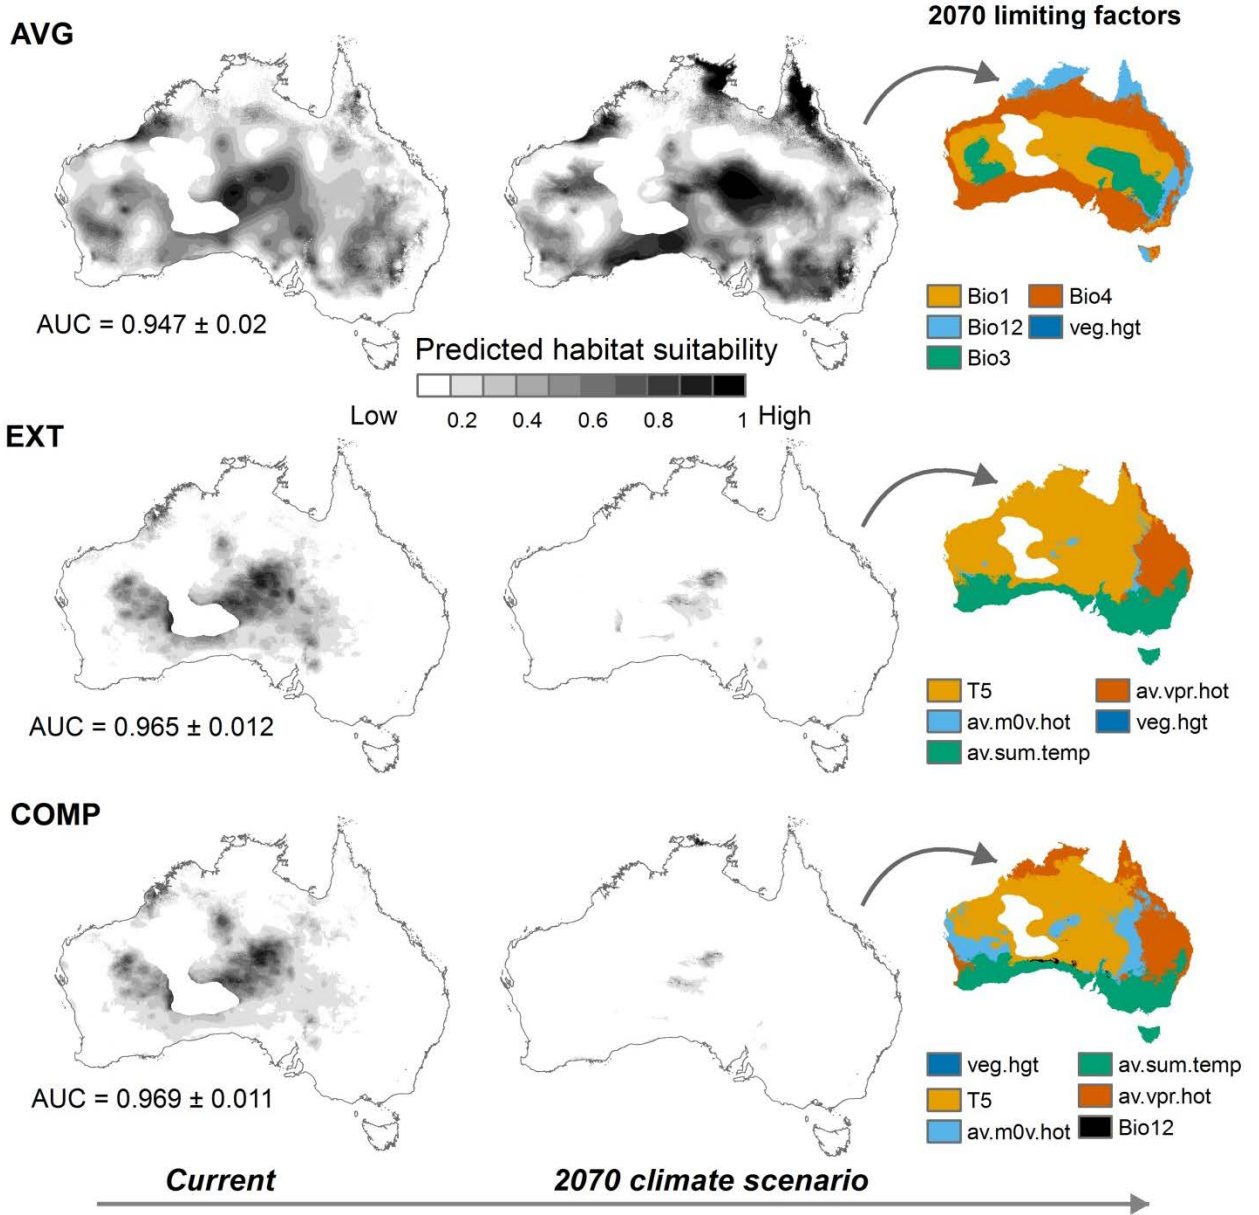 2070 limiting factors
AVG
AUC = 0.947 ± 0.02
Bio1
Bio4
Bio12
veg.hgt
Bio3
Predicted habitat suitability
Low
0.2
0.4
0.6
0.8
1
High
EXT
AUC = 0.965 ± 0.012
T5
av.vpr.hot
av.m0v.hot
veg.hgt
av.sum.temp
COMP
AUC = 0.969 ± 0.011
veg.hgt
av.sum.temp
T5
av.vpr.hot
av.m0v.hot
Bio12
Current
2070 climate scenario